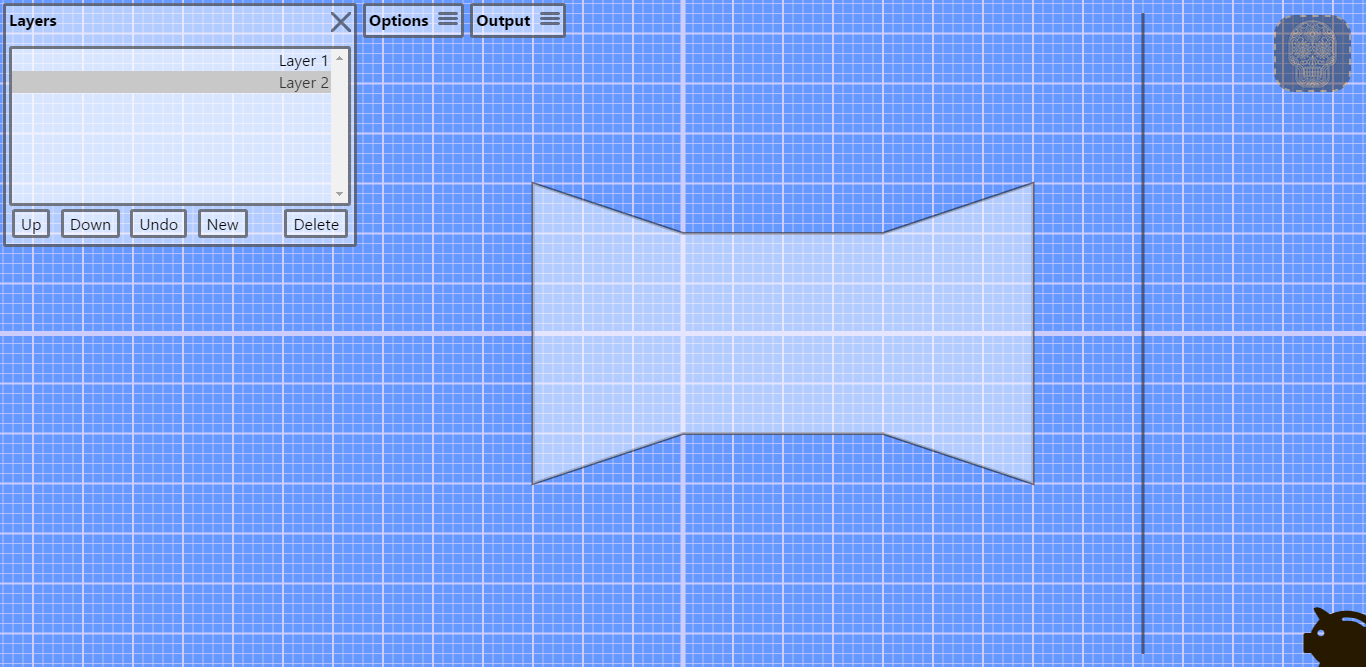 Layers
Options
Output
Layer 1
Layer 2
Up
Down
Undo
New
Delete